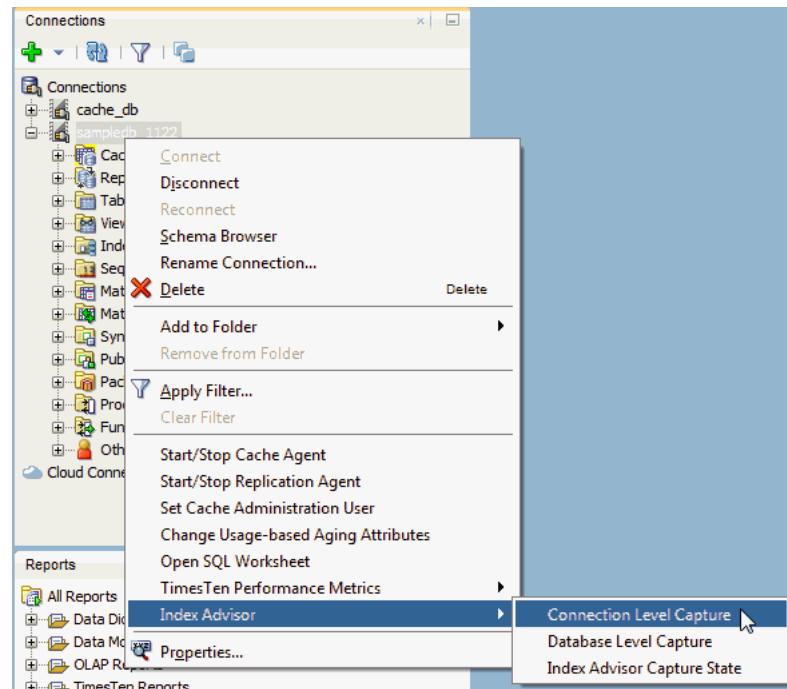 Connections
Connections
cache_db
sampledb_1122
Cac
Rep
Tab
View
Inde
Seq
Mat
Mat
Syn
Pub
Pac
Proc
Fun
Oth
Cloud Conne
Connect
Disconnect
Reconnect
Schema Browser
Rename Connection...
Delete Delete
Add to Folder
Remove from Folder
Apply Filter...
Clear Filter
Start/Stop Cache Agent
Start/Stop Replication Agent
Set Cache Administration User
Change Usage-based Aging Attributes
Open SQL Worksheet
TimesTen Performance Metrics
Index Advisor
Properties...
Connection Level Capture
Database Level Capture
Index Advisor Capture State
Reports
All Reports
Data Dic
Data Mo
OLAP Reports
TimesTen Reports